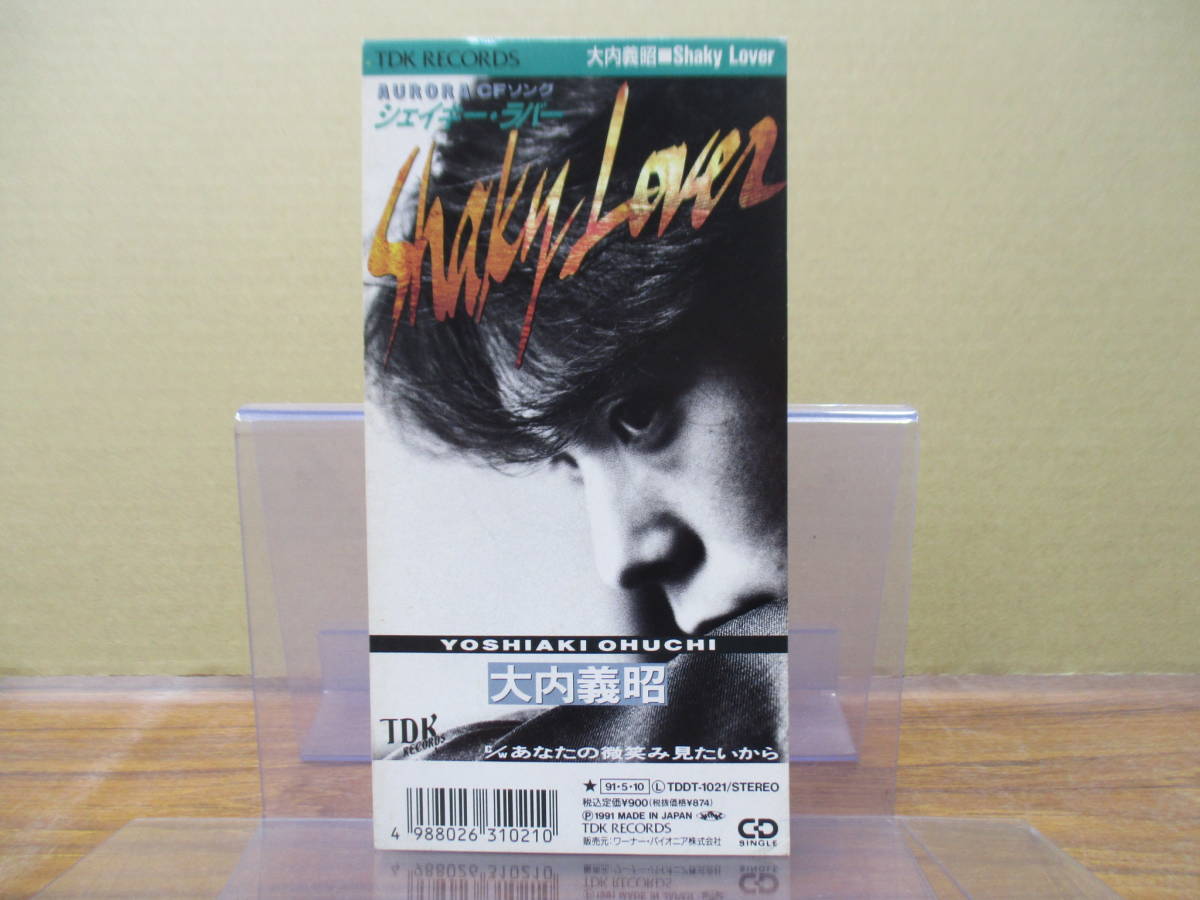 TDK RECORDS
大内義昭■Shaky Lover
AURORA CFソング
シェイキー・ラバー
Shaky Lover
YOSHIAKI OHUCHI
大内義昭
TDK RECORDS
C/W あなたの微笑み見たいから
★ 91・5・10 Ⓛ TDDT-1021/STEREO
税込定価¥900(税抜価格¥874)
Ⓟ1991 MADE IN JAPAN
TDK RECORDS
販売元:ワーナー・パイオニア株式会社
CD SINGLE
4 988026 310210